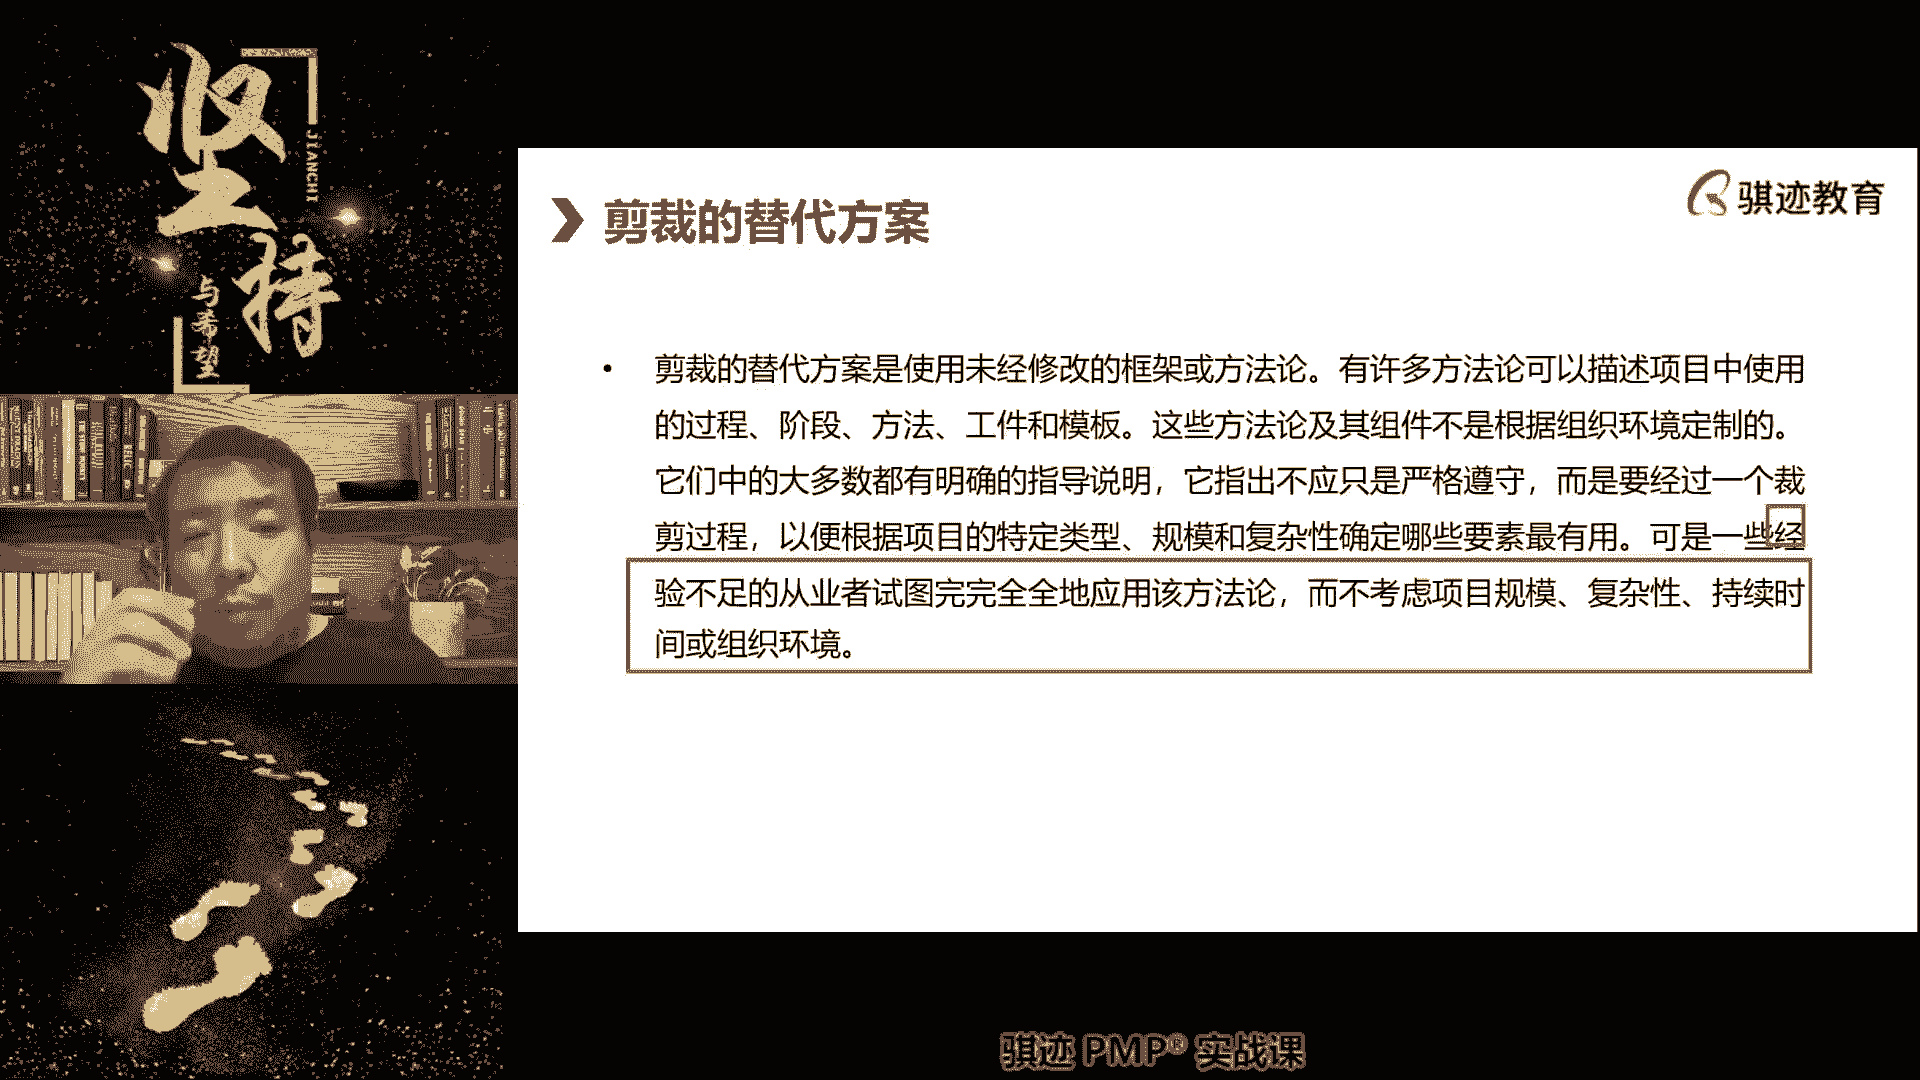 坚持
JIANCHI
与希望
骐迹教育
剪裁的替代方案
• 剪裁的替代方案是使用未经修改的框架或方法论。有许多方法论可以描述项目中使用
的过程、阶段、方法、工件和模板。这些方法论及其组件不是根据组织环境定制的。
它们中的大多数都有明确的指导说明，它指出不应只是严格遵守，而是要经过一个裁
剪过程，以便根据项目的特定类型、规模和复杂性确定哪些要素最有用。可是一些经
验不足的从业者试图完完全全地应用该方法论，而不考虑项目规模、复杂性、持续时
间或组织环境。
骐迹 PMP® 实战课